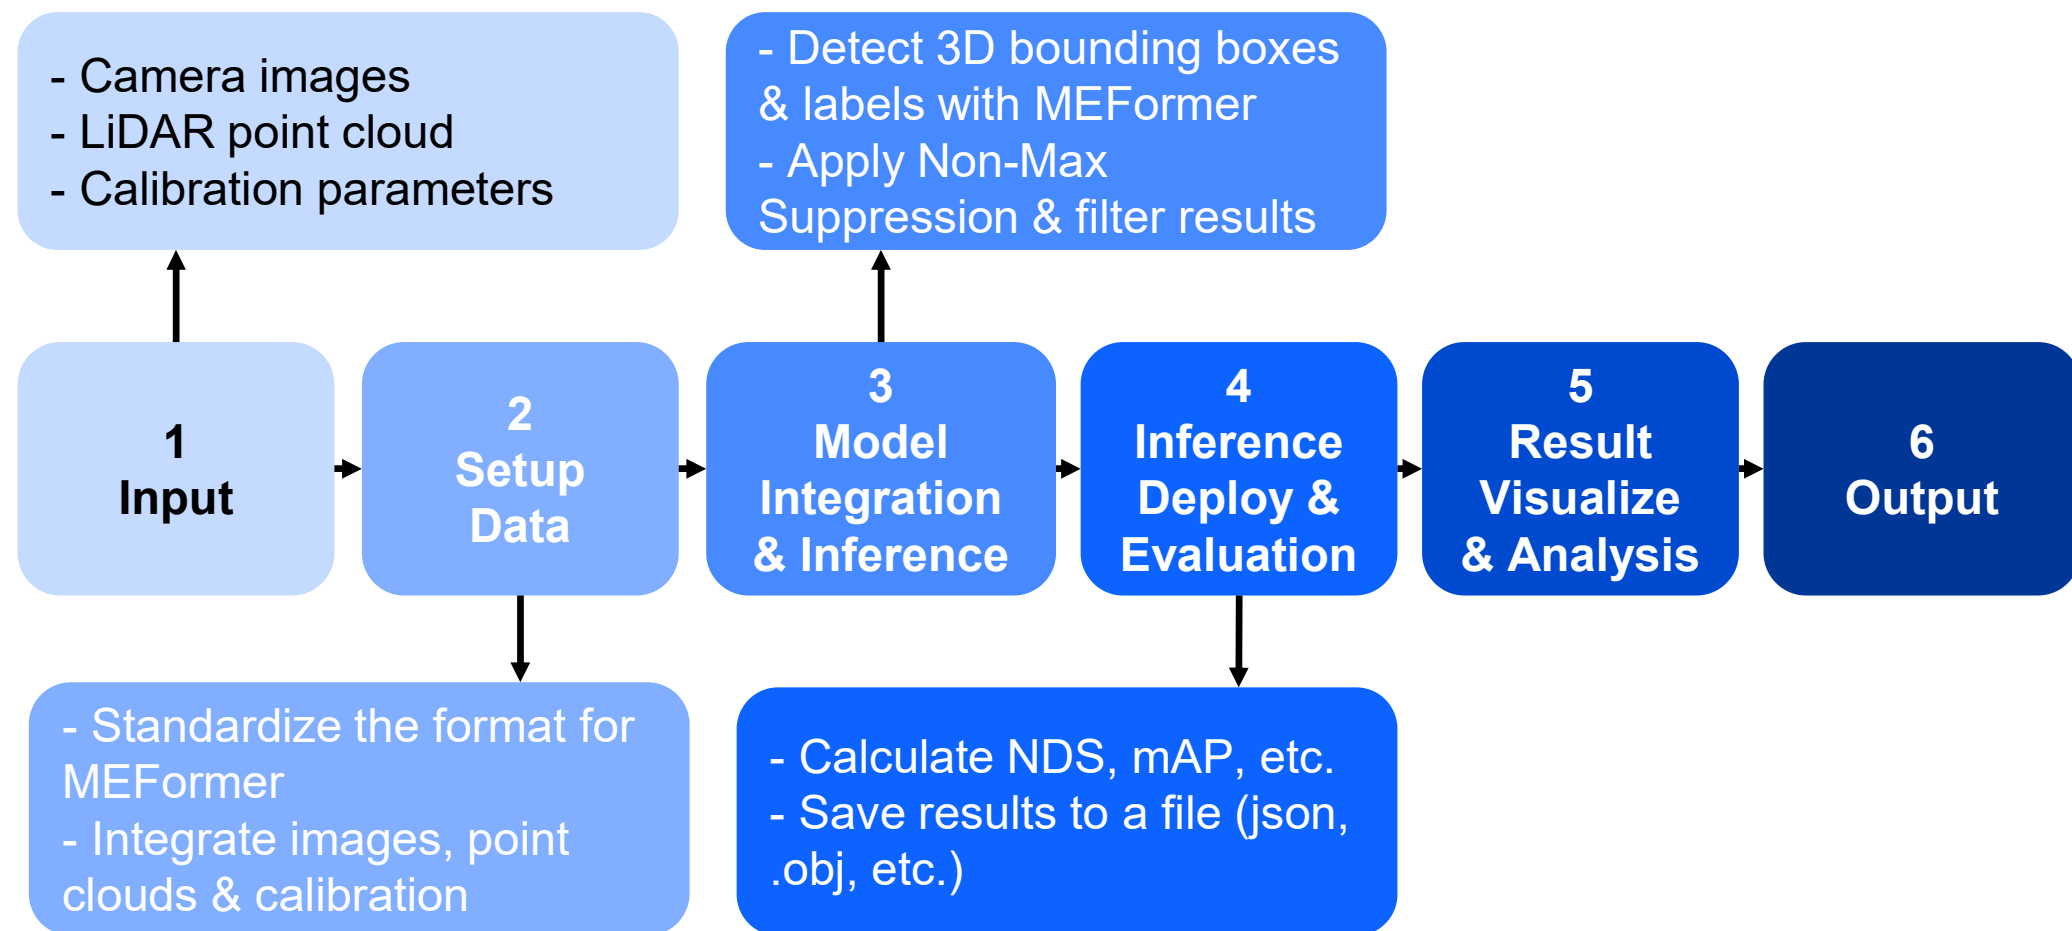 - Camera images
- LiDAR point cloud
- Calibration parameters
- Detect 3D bounding boxes
& labels with MEFormer
- Apply Non-Max
Suppression & filter results
1
Input
2
Setup
Data
3
Model
Integration
& Inference
4
Inference
Deploy &
Evaluation
5
Result
Visualize
& Analysis
6
Output
- Standardize the format for
MEFormer
- Integrate images, point
clouds & calibration
- Calculate NDS, mAP, etc.
- Save results to a file (json,
.obj, etc.)